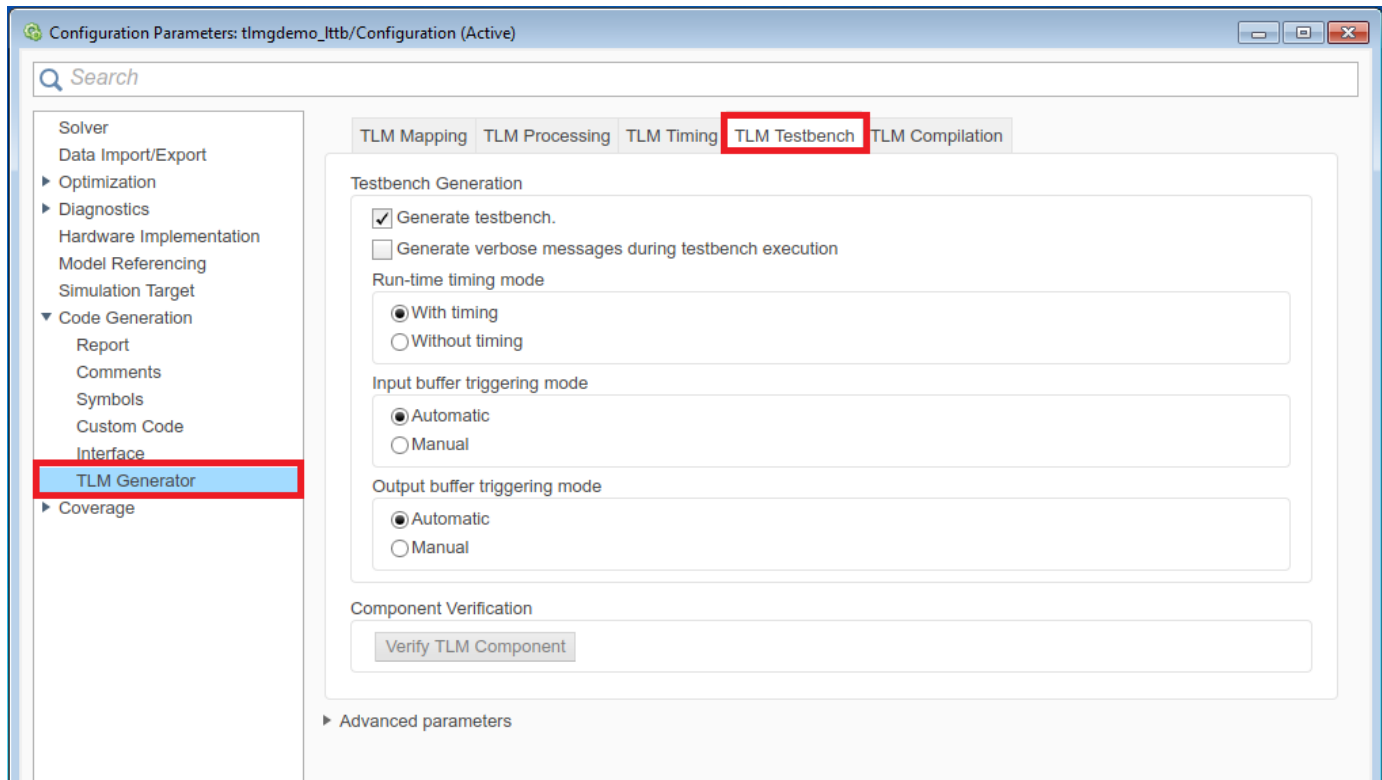 Configuration Parameters: tlmgdemo_lttb/Configuration (Active)
Search
Solver
Data Import/Export
Optimization
Diagnostics
Hardware Implementation
Model Referencing
Simulation Target
Code Generation
Report
Comments
Symbols
Custom Code
Interface
TLM Generator
Coverage
TLM Mapping TLM Processing TLM Timing TLM Testbench TLM Compilation
Testbench Generation
Generate testbench.
Generate verbose messages during testbench execution
Run-time timing mode
With timing
Without timing
Input buffer triggering mode
Automatic
Manual
Output buffer triggering mode
Automatic
Manual
Component Verification
Verify TLM Component
Advanced parameters